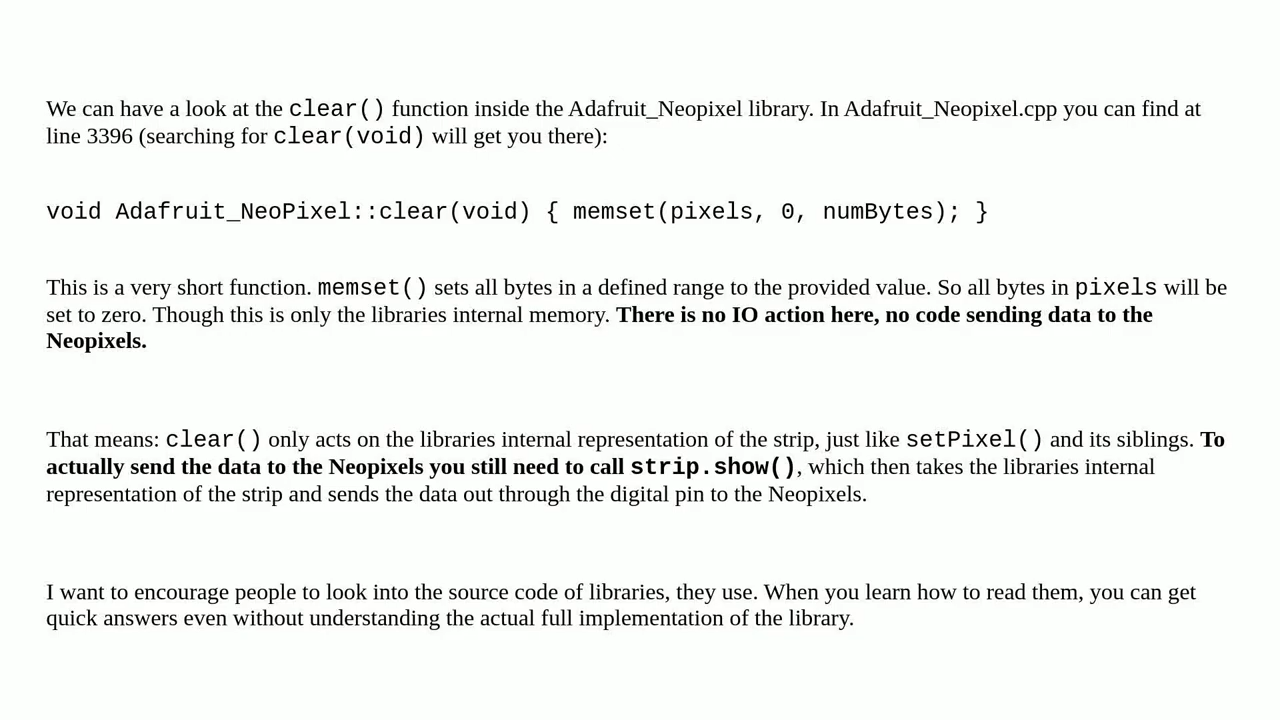 We can have a look at the clear() function inside the Adafruit_Neopixel library. In Adafruit_Neopixel.cpp you can find at
line 3396 (searching for clear(void) will get you there):
void Adafruit_NeoPixel::clear(void) { memset(pixels, 0, numBytes); }
This is a very short function. memset() sets all bytes in a defined range to the provided value. So all bytes in pixels will be
set to zero. Though this is only the libraries internal memory. There is no IO action here, no code sending data to the
Neopixels.
That means: clear() only acts on the libraries internal representation of the strip, just like setPixel() and its siblings. To
actually send the data to the Neopixels you still need to call strip.show(), which then takes the libraries internal
representation of the strip and sends the data out through the digital pin to the Neopixels.
I want to encourage people to look into the source code of libraries, they use. When you learn how to read them, you can get
quick answers even without understanding the actual full implementation of the library.